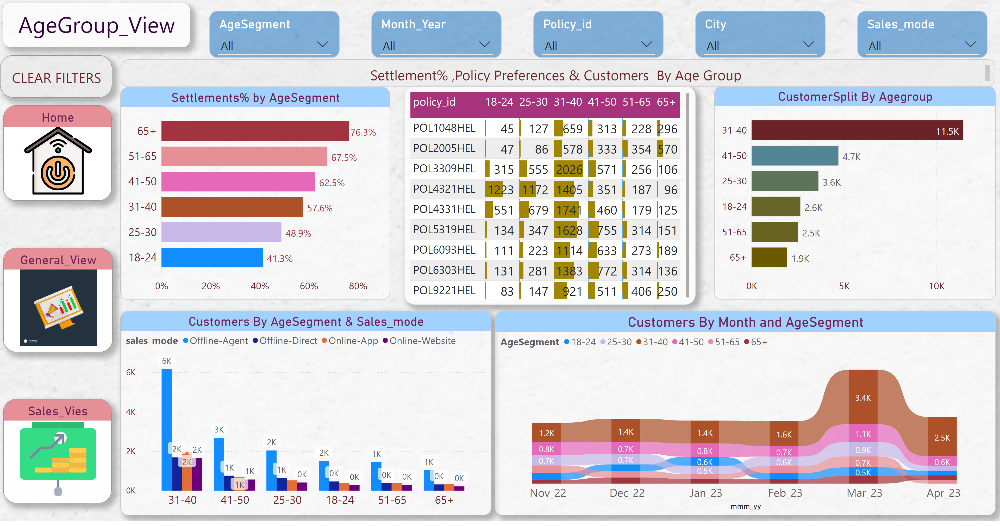 AgeGroup_View
AgeSegment
All
Month_Year
All
Policy_id
All
City
All
Sales_mode
All
CLEAR FILTERS
Settlement% ,Policy Preferences & Customers By Age Group
Home
General_View
Sales_Vies
Settlements% by AgeSegment
65+ 76.3%
51-65 67.5%
41-50 62.5%
31-40 57.6%
25-30 48.9%
18-24 41.3%
0% 20% 40% 60% 80%
policy_id 18-24 25-30 31-40 41-50 51-65 65+
POL1048HEL 45 127 659 313 228 296
POL2005HEL 47 86 578 333 354 570
POL3309HEL 315 555 2026 571 256 106
POL4321HEL 1223 1172 1405 351 187 96
POL4331HEL 551 679 1741 460 179 125
POL5319HEL 134 347 1628 755 314 151
POL6093HEL 111 223 1114 633 273 189
POL6303HEL 131 281 1383 772 314 136
POL9221HEL 83 147 921 511 406 250
CustomerSplit By Agegroup
31-40 11.5K
41-50 4.7K
25-30 3.6K
18-24 2.6K
51-65 2.5K
65+ 1.9K
0K 5K 10K
Customers By AgeSegment & Sales_mode
sales_mode Offline-Agent Offline-Direct Online-App Online-Website
6K
4K
2K
0K
6K 2K 2K 2K
3K 1K 1K 1K
2K 1K 0K
2K 0K 0K
1K 0K 0K
1K 0K 0K
31-40 41-50 25-30 18-24 51-65 65+
Customers By Month and AgeSegment
AgeSegment 18-24 25-30 31-40 41-50 51-65 65+
1.2K 0.8K 0.7K
1.4K 0.7K 0.7K
1.4K 0.8K 0.6K 0.5K
1.6K 0.7K 0.6K
3.4K 1.1K 0.9K 0.7K 0.5K
2.5K 0.6K
Nov_22 Dec_22 Jan_23 Feb_23 Mar_23 Apr_23
mmm_yy